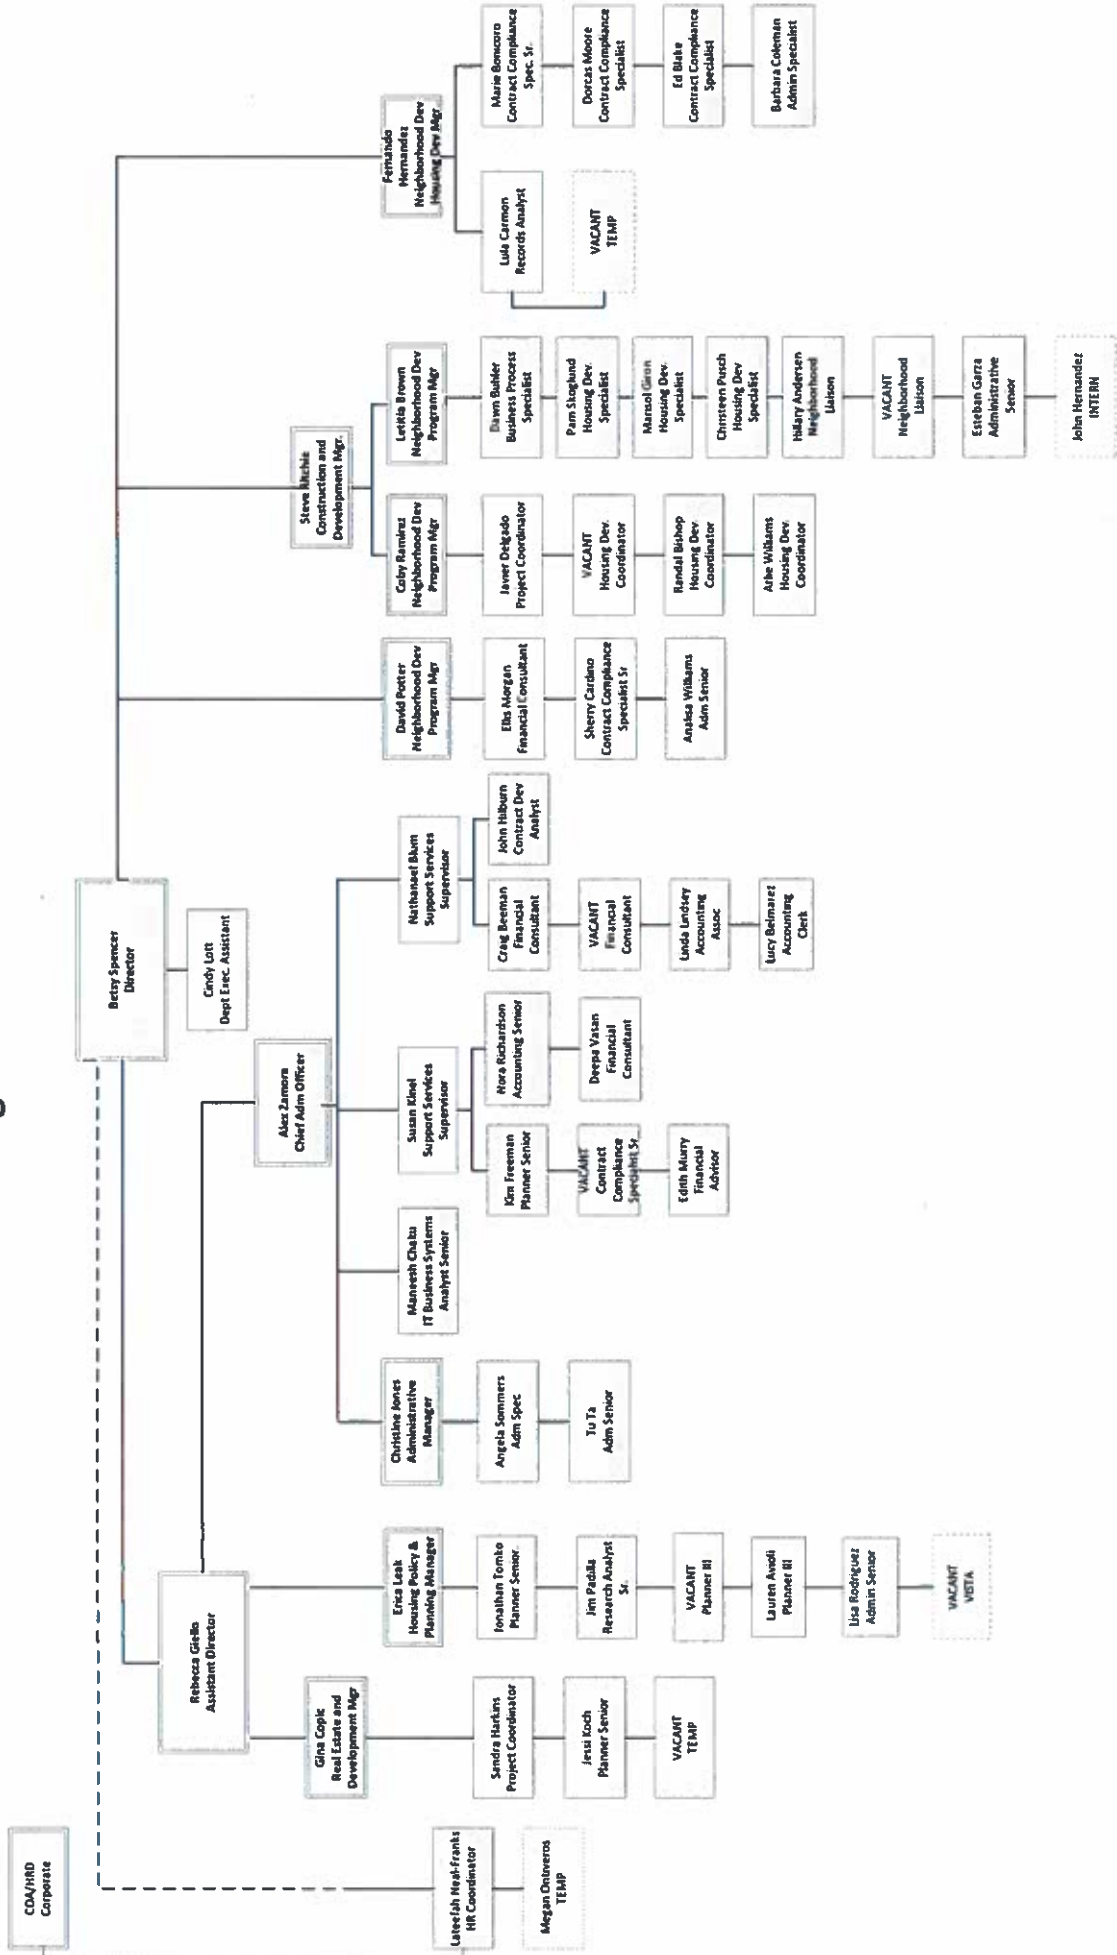 COA/HRD
Corporate
Betsy Spencer
Director
Cindy Lott
Dept Exec. Assistant
Rebecca Giello
Assistant Director
Alex Zamora
Chief Adm Officer
Lateefah Neal-Franks
HR Coordinator
Megan Ontiveros
TEMP
Gina Copic
Real Estate and
Development Mgr
Sandra Harkins
Project Coordinator
Jessi Koch
Planner Senior
VACANT
TEMP
Erica Leak
Housing Policy &
Planning Manager
Jonathan Tomko
Planner Senior
Jim Padilla
Research Analyst
Sr.
VACANT
Planner III
Lauren Avioli
Planner III
Lisa Rodriguez
Admin Senior
VACANT
VISTA
Christine Jones
Administrative
Manager
Angela Sommers
Adm Spec
Tu Ta
Adm Senior
Maneesh Chaku
IT Business Systems
Analyst Senior
Susan Kinel
Support Services
Supervisor
Kim Freeman
Planner Senior
VACANT
Contract
Compliance
Specialist Sr
Edith Murry
Financial
Advisor
Nora Richardson
Accounting Senior
Deepa Vasan
Financial
Consultant
Nathanael Blum
Support Services
Supervisor
Craig Beeman
Financial
Consultant
VACANT
Financial
Consultant
Linda Lindsey
Accounting
Assoc
Lucy Belmarez
Accounting
Clerk
John Hilburn
Contract Dev
Analyst
David Potter
Neighborhood Dev
Program Mgr
Ellis Morgan
Financial Consultant
Sherry Cardino
Contract Compliance
Specialist Sr
Analisa Williams
Adm Senior
Steve Ritchie
Construction and
Development Mgr.
Coby Ramirez
Neighborhood Dev
Program Mgr
Javier Delgado
Project Coordinator
VACANT
Housing Dev.
Coordinator
Randal Bishop
Housing Dev.
Coordinator
Williams
Housing Dev.
Coordinator
Letitia Brown
Neighborhood Dev
Program Mgr
Dawn Buhler
Business Process
Specialist
Pam Skoglund
Housing Dev.
Specialist
Marisol Giron
Housing Dev.
Specialist
Christeen Pusch
Housing Dev
Specialist
Hillary Andersen
Neighborhood
Liaison
VACANT
Neighborhood
Liaison
Esteban Garza
Administrative
Senior
John Hernandez
INTERN
Fernando
Hernandez
Neighborhood Dev
Housing Dev Mgr
Lula Carmon
Records Analyst
VACANT
TEMP
Marie
Contract Compliance
Spec. Sr.
Dorcas Moore
Contract Compliance
Specialist
Ed Blake
Contract Compliance
Specialist
Barbara Coleman
Admin Specialist